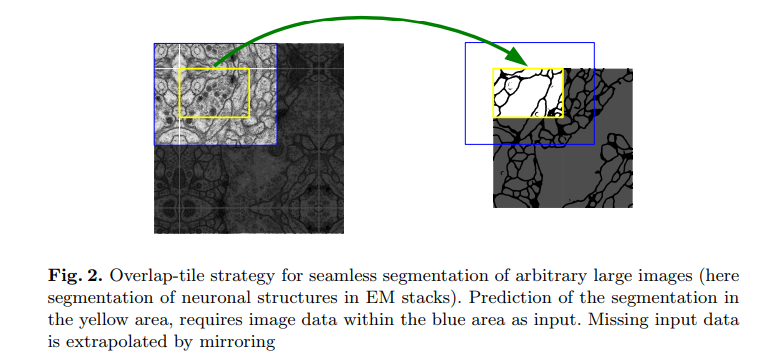 Fig. 2. Overlap-tile strategy for seamless segmentation of arbitrary large images (here
segmentation of neuronal structures in EM stacks). Prediction of the segmentation in
the yellow area, requires image data within the blue area as input. Missing input data
is extrapolated by mirroring